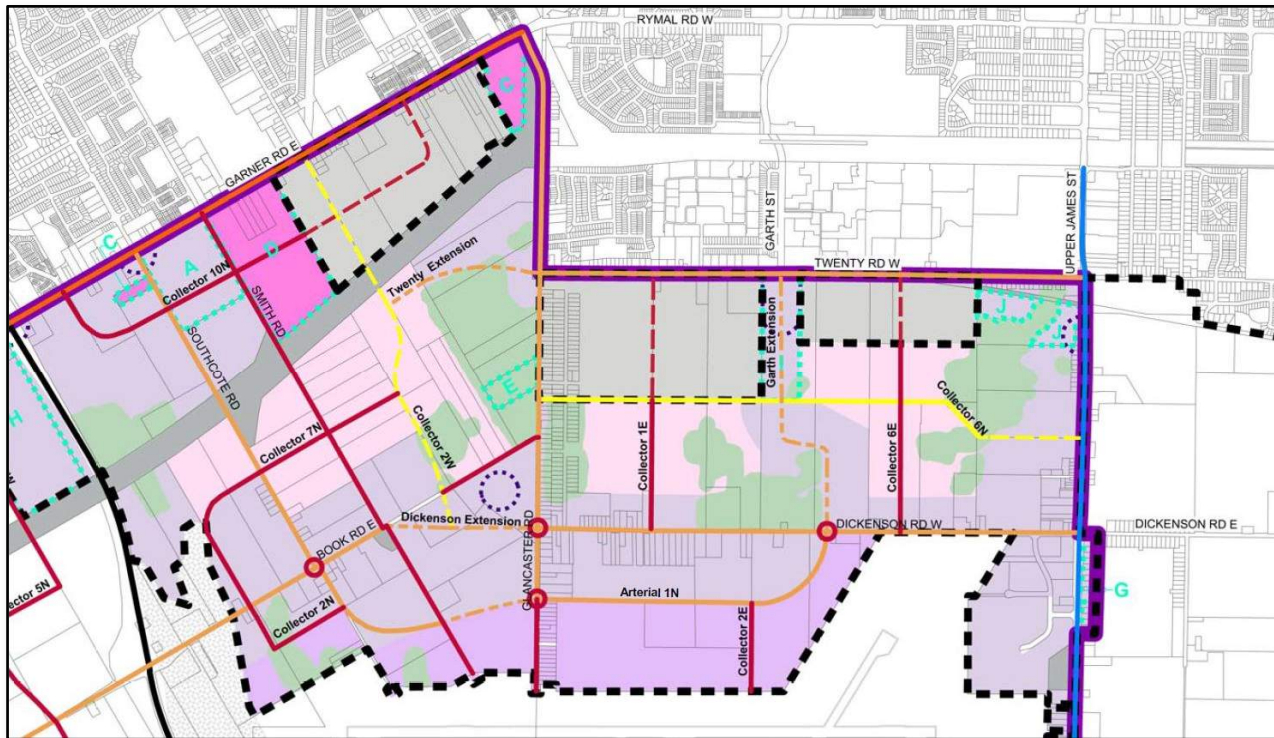 RYMAL RD W
C
GARNER RD E
GARTH ST
UPPER JAMES ST
C
A
D
Collector 10N
Twenty Extension
TWENTY RD W
SMITH RD
SOUTHCOTE RD
Garth Extension
J
J
E
H
Collector 7N
Collector 2W
Collector 1E
Collector 6E
Collector 6N
Dickenson Extension
DICKENSON RD W
DICKENSON RD E
BOOK RD E
GLANCASTER RD
ector 5N
Collector 2N
Arterial 1N
Collector 2E
G